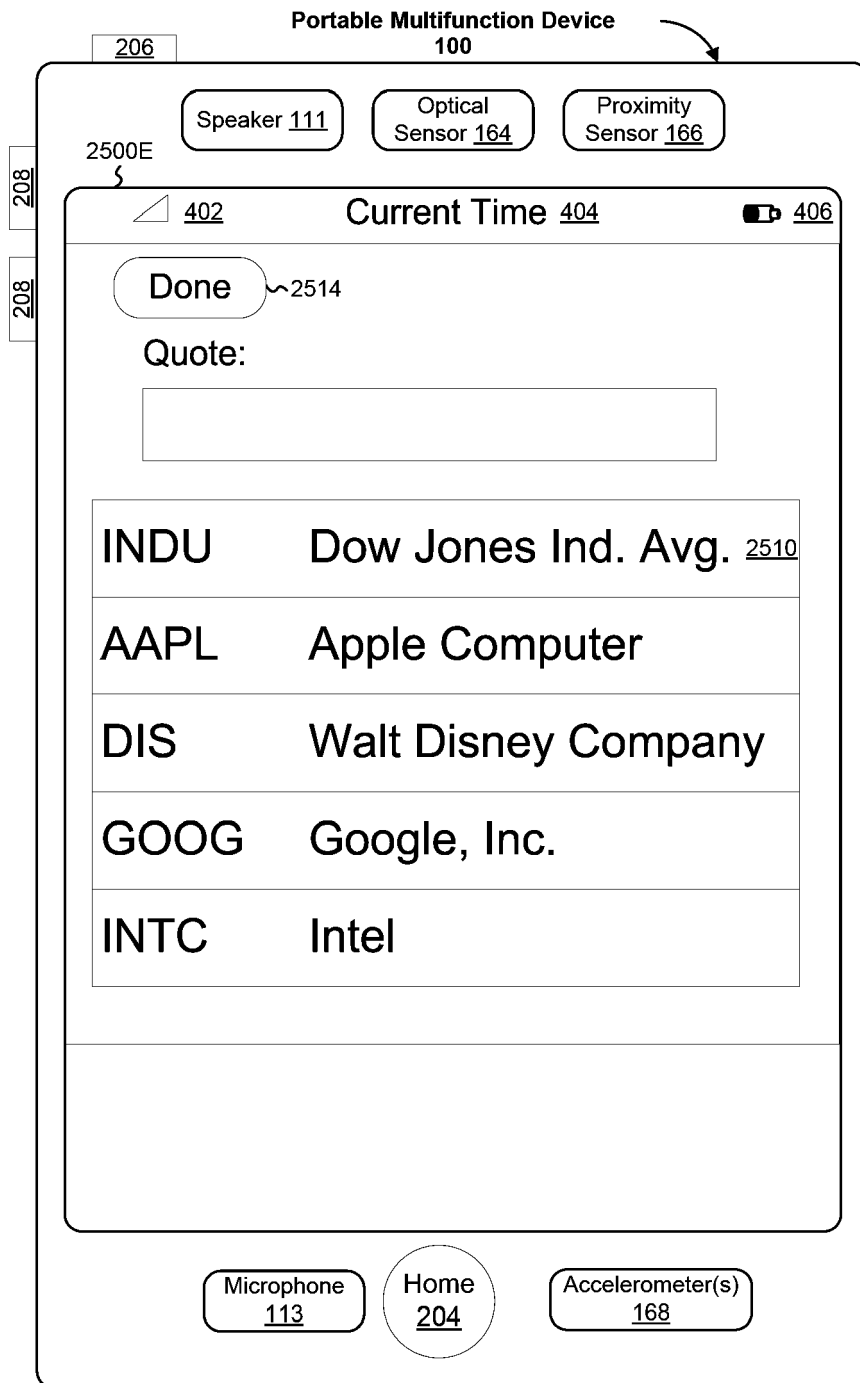 Portable Multifunction Device
100
206
Speaker 111
Optical
Sensor 164
Proximity
Sensor 166
2500E
208
402
Current Time 404
406
208
Done
2514
Quote:
INDU Dow Jones Ind. Avg. 2510
AAPL Apple Computer
DIS Walt Disney Company
GOOG Google, Inc.
INTC Intel
Microphone
113
Home
204
Accelerometer(s)
168